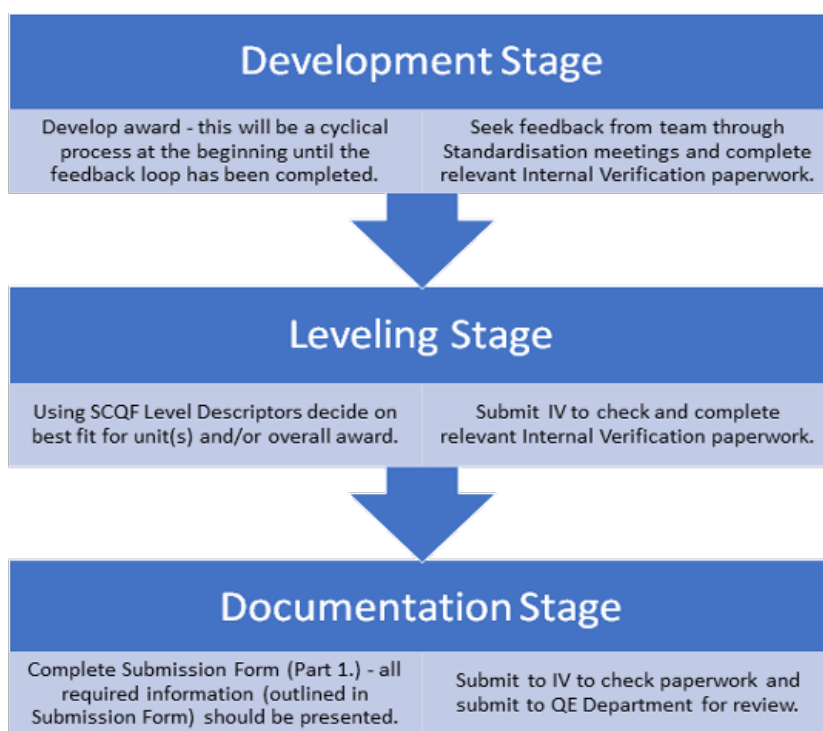 Development Stage
Develop award - this will be a cyclical
process at the beginning until the
feedback loop has been completed.
Seek feedback from team through
Standardisation meetings and complete
relevant Internal Verification paperwork.
Leveling Stage
Using SCQF Level Descriptors decide on
best fit for unit(s) and/or overall award.
Submit IV to check and complete
relevant Internal Verification paperwork.
Documentation Stage
Complete Submission Form (Part 1.) - all
required information (outlined in
Submission Form) should be presented.
Submit to IV to check paperwork and
submit to QE Department for review.